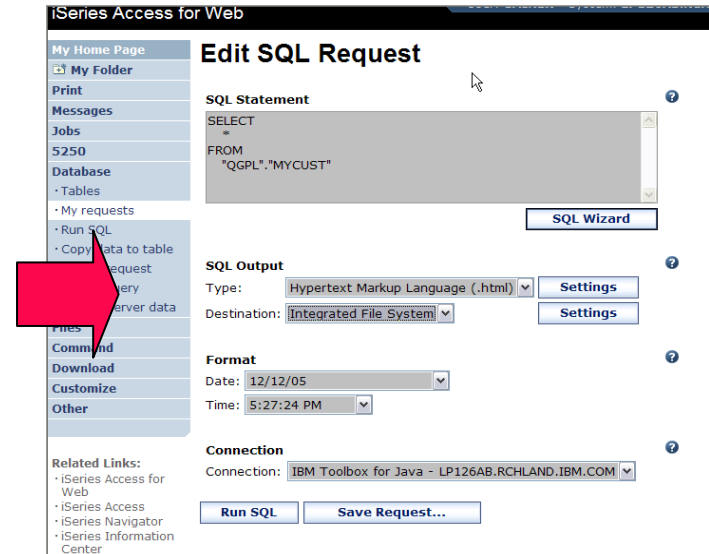 iSeries Access for Web
My Home Page
My Folder
Print
Messages
Jobs
5250
Database
· Tables
· My requests
· Run SQL
· Copy data to table
equest
ery
erver data
Files
Command
Download
Customize
Other
Related Links:
· iSeries Access for
Web
· iSeries Access
· iSeries Navigator
· iSeries Information
Center
Edit SQL Request
SQL Statement
SELECT
*
FROM
"QGPL"."MYCUST"
SQL Wizard
SQL Output
Type: Hypertext Markup Language (.html) Settings
Destination: Integrated File System Settings
Format
Date: 12/12/05
Time: 5:27:24 PM
Connection
Connection: IBM Toolbox for Java - LP126AB.RCHLAND.IBM.COM
Run SQL Save Request...